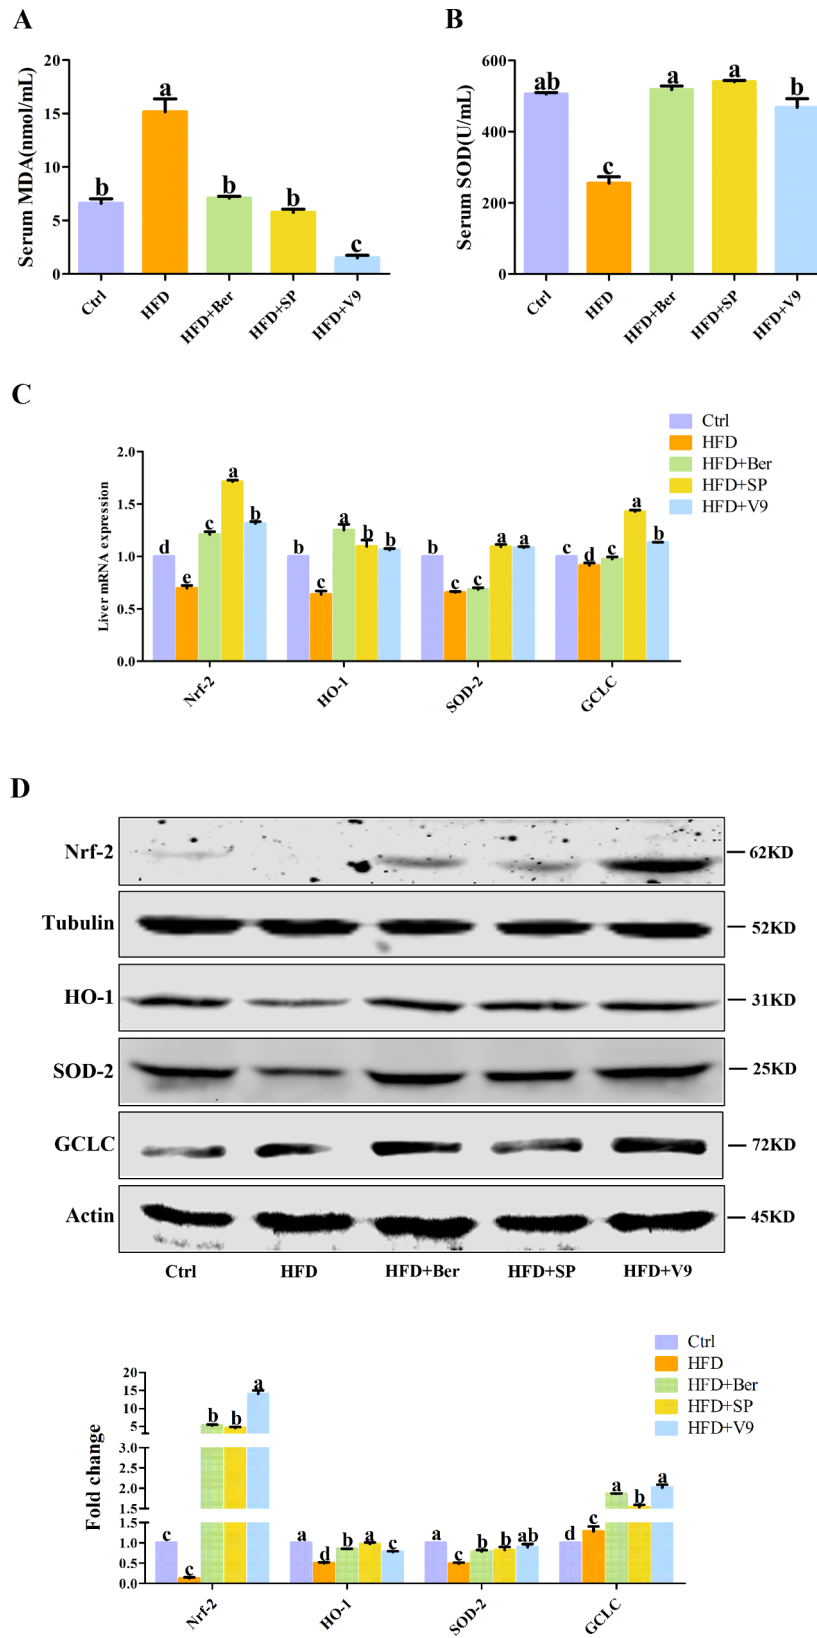 A
Serum MDA(nmol/mL)
20
15
10
5
0
b
a
b
b
c
Ctrl
HFD
HFD+Ber
HFD+SP
HFD+V9
B
Serum SOD(U/mL)
600
400
200
0
ab
c
a
a
b
Ctrl
HFD
HFD+Ber
HFD+SP
HFD+V9
C
Ctrl
HFD
HFD+Ber
HFD+SP
HFD+V9
Liver mRNA expression
2.0
1.5
1.0
0.5
0.0
d e c a b
b c a b b
b c c a a
c d c a b
Nrf-2
HO-1
SOD-2
GCLC
D
Nrf-2
62KD
Tubulin
52KD
HO-1
31KD
SOD-2
25KD
GCLC
72KD
Actin
45KD
Ctrl HFD HFD+Ber HFD+SP HFD+V9
Ctrl
HFD
HFD+Ber
HFD+SP
HFD+V9
Fold change
20
15
10
5
3.0
2.5
2.0
1.5
1.5
1.0
0.5
0.0
c c b b a
a d b a c
a c b b ab
d c a b a
Nrf-2
HO-1
SOD-2
GCLC